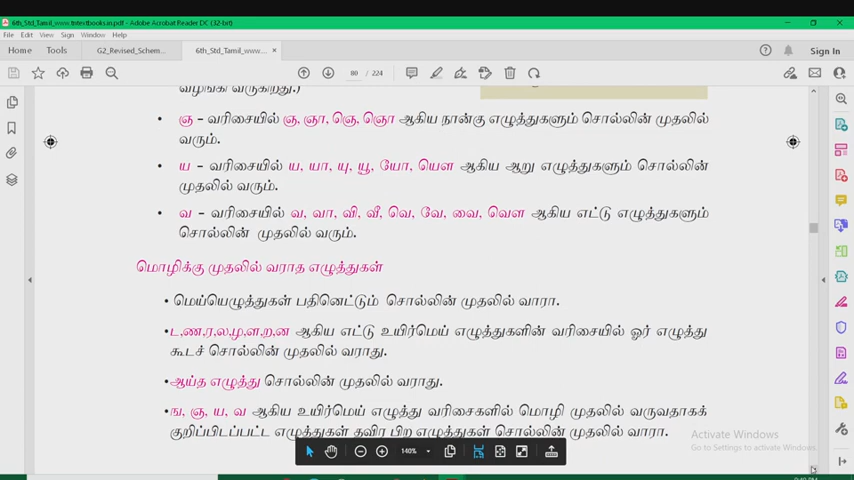 6th_Std_Tamil_www.tntextbooks.in.pdf - Adobe Acrobat Reader DC (32-bit)
File Edit View Sign Window Help
Home Tools G2_Revised_Schem... 6th_Std_Tamil_www.... × Sign In
80 / 224
வழங்கி வருகிறது.)
• ஞ – வரிசையில் ஞ, ஞா, ஞெ, ஞொ ஆகிய நான்கு எழுத்துகளும் சொல்லின் முதலில்
வரும்.
• ய – வரிசையில் ய, யா, யு, யூ, யோ, யௌ ஆகிய ஆறு எழுத்துகளும் சொல்லின்
முதலில் வரும்.
• வ – வரிசையில் வ, வா, வி, வீ, வெ, வே, வை, வௌ ஆகிய எட்டு எழுத்துகளும்
சொல்லின் முதலில் வரும்.
மொழிக்கு முதலில் வராத எழுத்துகள்
• மெய்யெழுத்துகள் பதினெட்டும் சொல்லின் முதலில் வாரா.
• ட,ண,ர,ல,ழ,ள,ற,ன ஆகிய எட்டு உயிர்மெய் எழுத்துகளின் வரிசையில் ஓர் எழுத்து
கூடச் சொல்லின் முதலில் வராது.
• ஆய்த எழுத்து சொல்லின் முதலில் வராது.
• ங, ஞ, ய, வ ஆகிய உயிர்மெய் எழுத்து வரிசைகளில் மொழி முதலில் வருவதாகக்
குறிப்பிடப்பட்ட எழுத்துகள் தவிர பிற எழுத்துகள் சொல்லின் முதலில் வாரா.
Activate Windows
Go to Settings to activate Windows.
140%